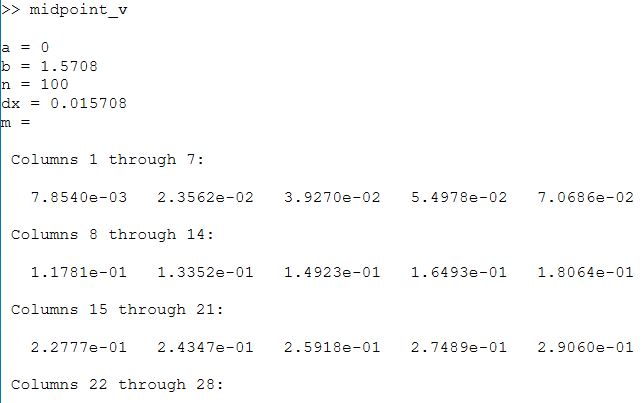 >> midpoint_v
a = 0
b = 1.5708
n = 100
dx = 0.015708
m =
Columns 1 through 7:
7.8540e-03 2.3562e-02 3.9270e-02 5.4978e-02 7.0686e-02
Columns 8 through 14:
1.1781e-01 1.3352e-01 1.4923e-01 1.6493e-01 1.8064e-01
Columns 15 through 21:
2.2777e-01 2.4347e-01 2.5918e-01 2.7489e-01 2.9060e-01
Columns 22 through 28: